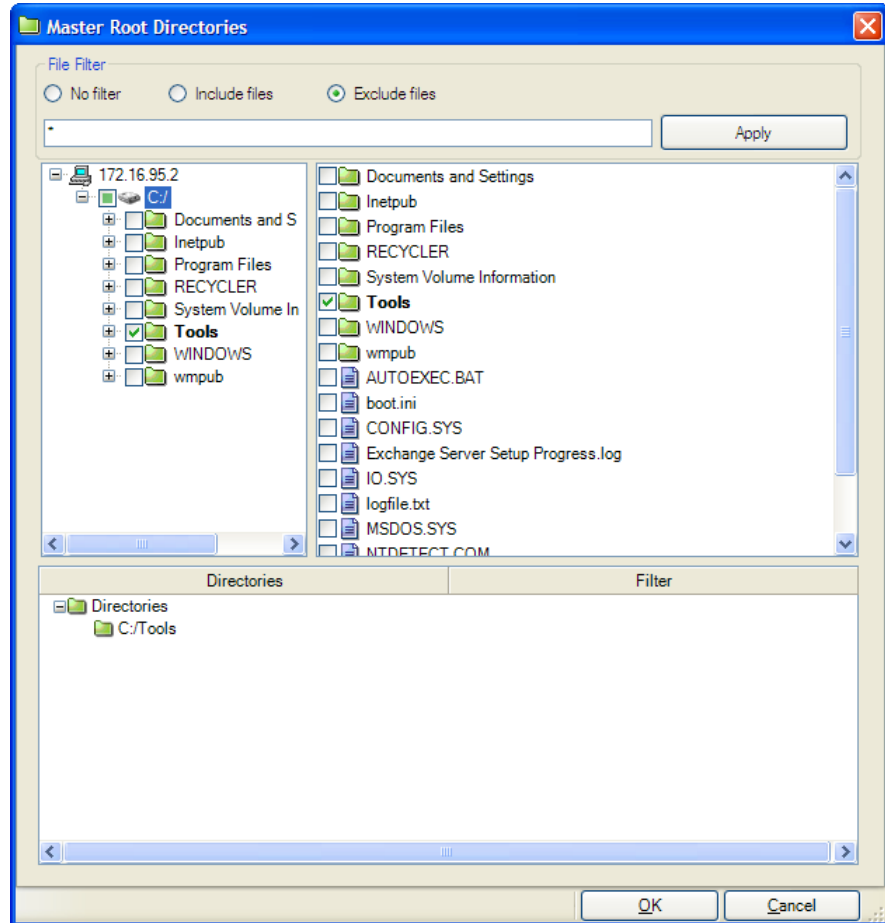 Master Root Directories
File Filter
No filter Include files Exclude files
* Apply
172.16.95.2
C:/
Documents and S
Inetpub
Program Files
RECYCLER
System Volume In
Tools
WINDOWS
wmpub
Documents and Settings
Inetpub
Program Files
RECYCLER
System Volume Information
Tools
WINDOWS
wmpub
AUTOEXEC.BAT
boot.ini
CONFIG.SYS
Exchange Server Setup Progress.log
IO.SYS
logfile.txt
MSDOS.SYS
NTDETECT.COM
Directories Filter
Directories
C:/Tools
OK Cancel